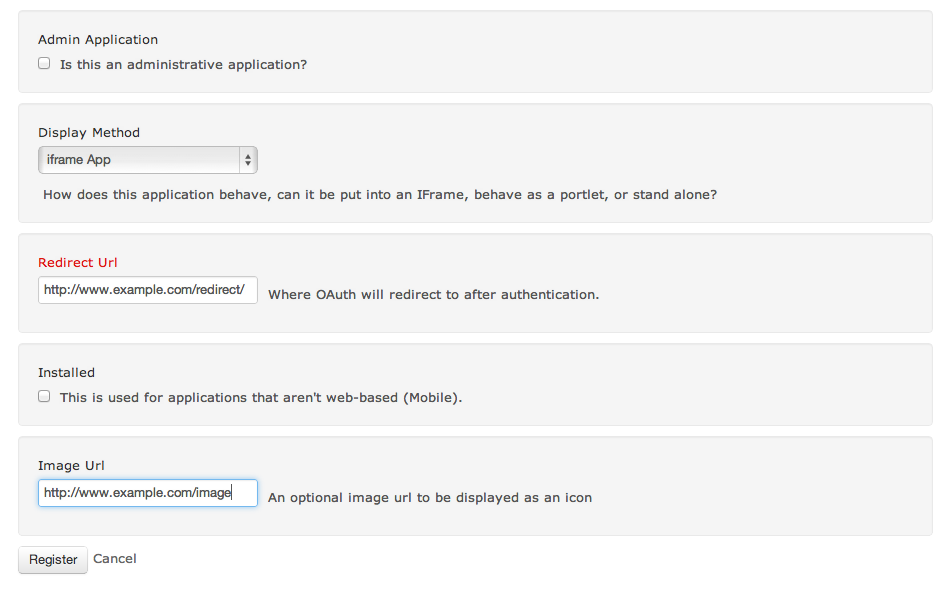 Admin Application
Is this an administrative application?
Display Method
iframe App
How does this application behave, can it be put into an IFrame, behave as a portlet, or stand alone?
Redirect Url
http://www.example.com/redirect/
Where OAuth will redirect to after authentication.
Installed
This is used for applications that aren't web-based (Mobile).
Image Url
http://www.example.com/image
An optional image url to be displayed as an icon
Register Cancel